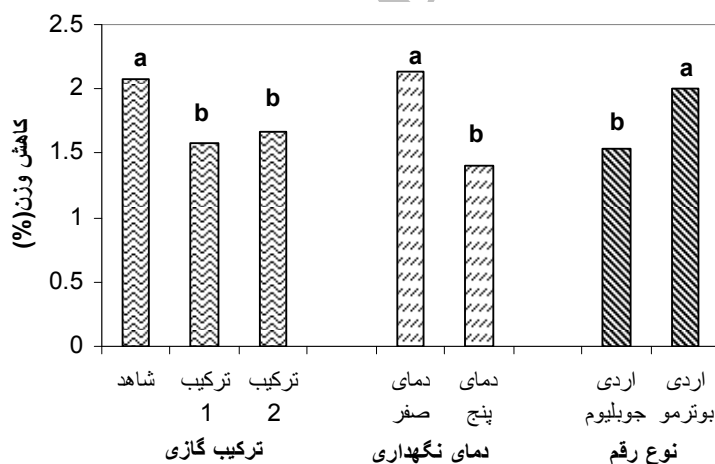 2.5
2
1.5
1
0.5
0
کاهش وزن(%)
a
b
b
a
b
b
a
شاهد
ترکیب
1
ترکیب
2
دمای
صفر
دمای
پنج
اردی
جوبلیوم
اردی
بوترمو
ترکیب گازی
دمای نگهداری
نوع رقم